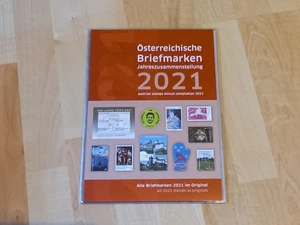 Österreichische
Briefmarken
Jahreszusammenstellung
2021
Austrian stamps annual compilation 2021
Alle Briefmarken 2021 im Original
All 2021 stamps as originals